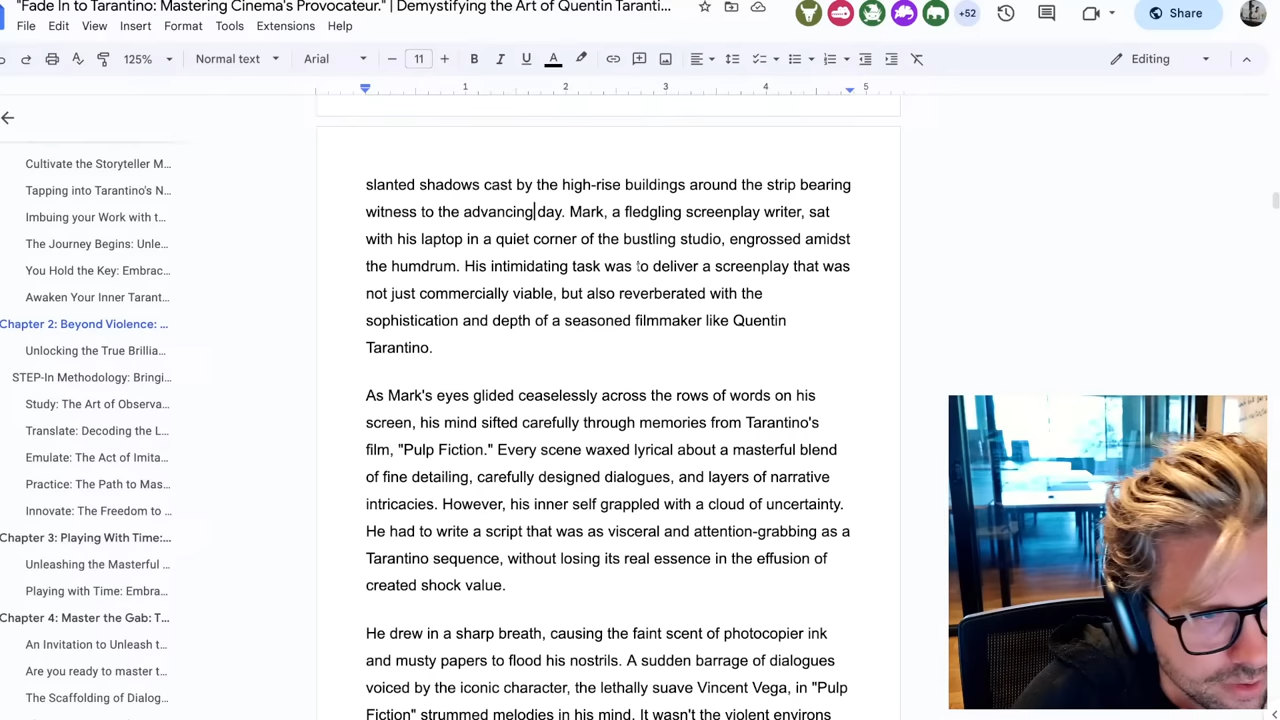 "Fade In to Tarantino: Mastering Cinema's Provocateur." | Demystifying the Art of Quentin Taranti...
File Edit View Format Tools Extensions Help
+52
Share
125% Normal text Arial 11 Editing
1 2 3 4 5
Cultivate the Storyteller M...
Tapping into Tarantino's N...
Imbuing your Work with t...
The Journey Begins: Unle...
You Hold the Key: Embrac...
Awaken Your Inner Tarant...
Chapter 2: Beyond Violence: ...
Unlocking the True Brillia...
STEP-In Methodology: Bringi...
Study: The Art of Observa...
Translate: Decoding the L...
Emulate: The Act of Imita...
Practice: The Path to Mas...
Innovate: The Freedom to ...
Chapter 3: Playing With Time:...
Unleashing the Masterful ...
Playing with Time: Embra...
Chapter 4: Master the Gab: T...
An Invitation to Unleash t...
Are you ready to master t...
The Scaffolding of Dialog...
slanted shadows cast by the high-rise buildings around the strip bearing
witness to the advancing day. Mark, a fledgling screenplay writer, sat
with his laptop in a quiet corner of the bustling studio, engrossed amidst
the humdrum. His intimidating task was to deliver a screenplay that was
not just commercially viable, but also reverberated with the
sophistication and depth of a seasoned filmmaker like Quentin
Tarantino.
As Mark's eyes glided ceaselessly across the rows of words on his
screen, his mind sifted carefully through memories from Tarantino's
film, "Pulp Fiction." Every scene waxed lyrical about a masterful blend
of fine detailing, carefully designed dialogues, and layers of narrative
intricacies. However, his inner self grappled with a cloud of uncertainty.
He had to write a script that was as visceral and attention-grabbing as a
Tarantino sequence, without losing its real essence in the effusion of
created shock value.
He drew in a sharp breath, causing the faint scent of photocopier ink
and musty papers to flood his nostrils. A sudden barrage of dialogues
voiced by the iconic character, the lethally suave Vincent Vega, in "Pulp
Fiction" strummed melodies in his mind. It wasn't the violent environs